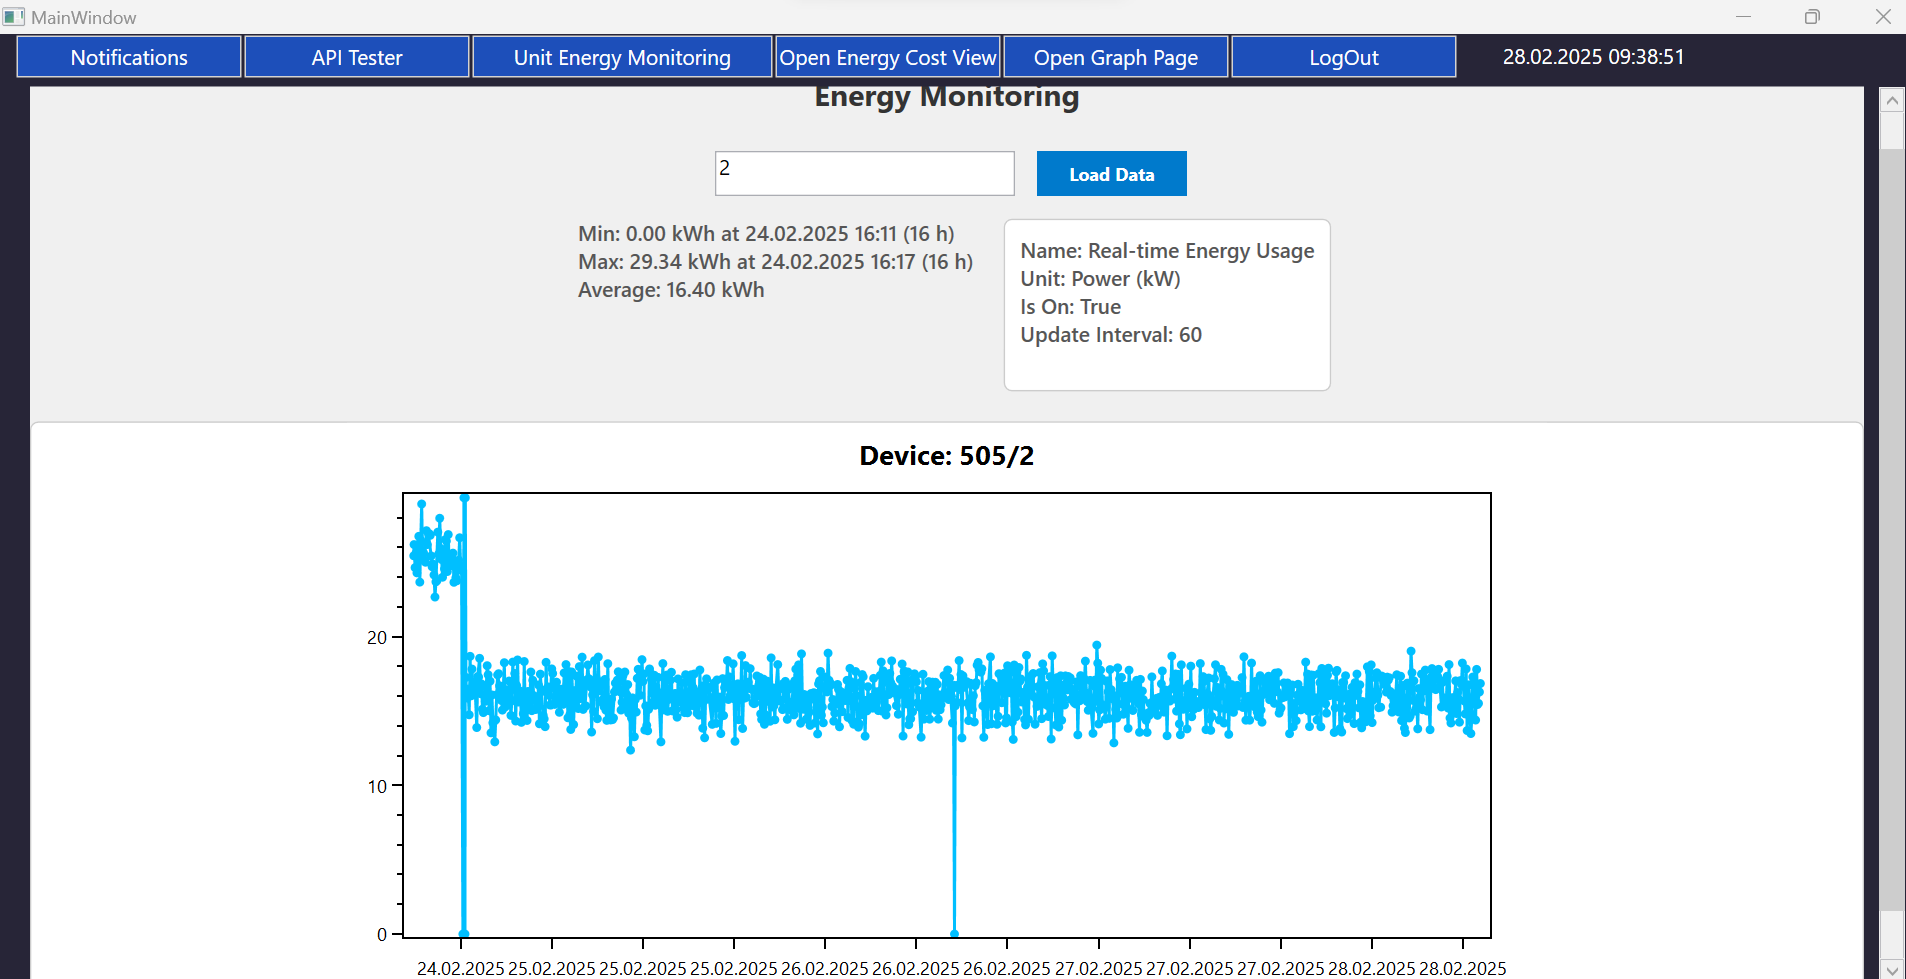 MainWindow
Notifications API Tester Unit Energy Monitoring Open Energy Cost View Open Graph Page LogOut 28.02.2025 09:38:51
Energy Monitoring
2 Load Data
Min: 0.00 kWh at 24.02.2025 16:11 (16 h)
Max: 29.34 kWh at 24.02.2025 16:17 (16 h)
Average: 16.40 kWh
Name: Real-time Energy Usage
Unit: Power (kW)
Is On: True
Update Interval: 60
Device: 505/2
20
10
0
24.02.2025 25.02.2025 25.02.2025 25.02.2025 26.02.2025 26.02.2025 26.02.2025 27.02.2025 27.02.2025 27.02.2025 28.02.2025 28.02.2025